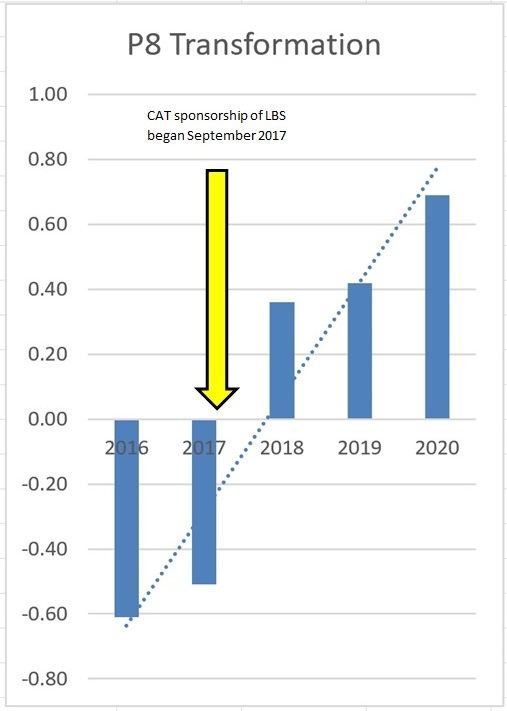 P8 Transformation
1.00
CAT sponsorship of LBS
began September 2017
0.80
0.60
0.40
0.20
0.00
2016 2017 2018 2019 2020
-0.20
-0.40
-0.60
-0.80